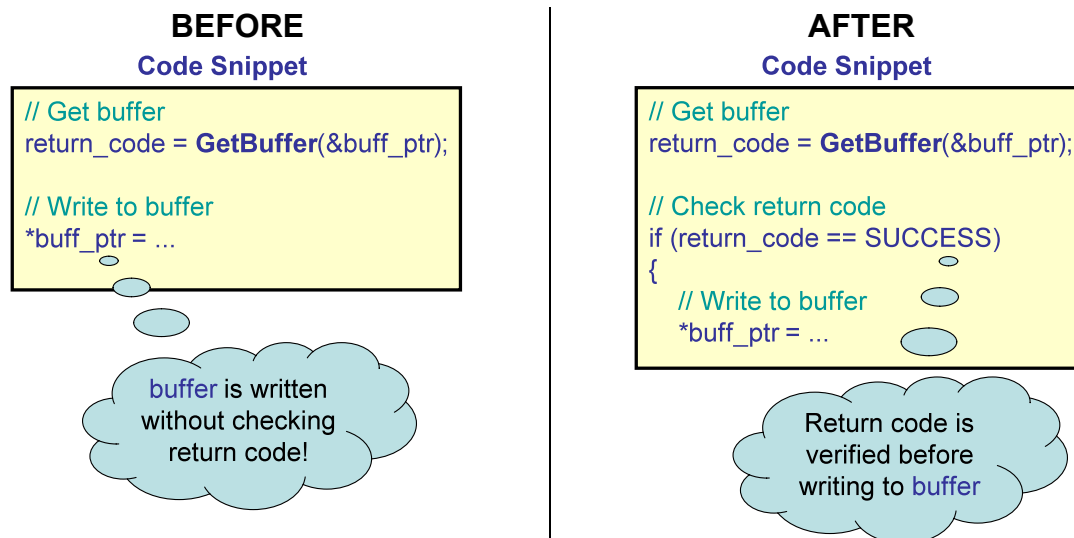 BEFORE
Code Snippet
// Get buffer
return_code = GetBuffer(&buff_ptr);
// Write to buffer
*buff_ptr = ...
buffer is written
without checking
return code!
AFTER
Code Snippet
// Get buffer
return_code = GetBuffer(&buff_ptr);
// Check return code
if (return_code == SUCCESS)
{
// Write to buffer
*buff_ptr = ...
Return code is
verified before
writing to buffer